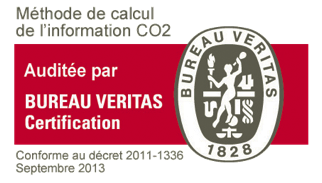 Méthode de calcul
de l'information CO2
Auditée par
BUREAU VERITAS
Certification
BUREAU VERITAS
1828
Conforme au décret 2011-1336
Septembre 2013